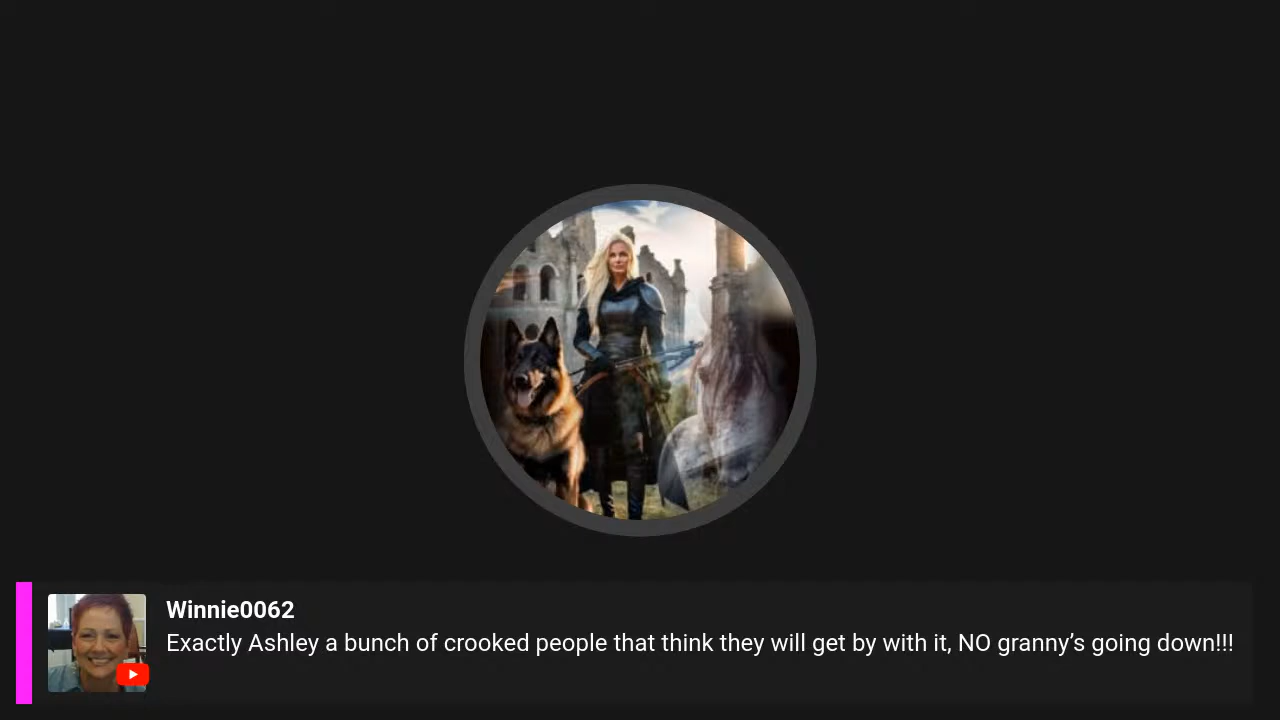 Winnie0062
Exactly Ashley a bunch of crooked people that think they will get by with it, NO granny’s going down!!!